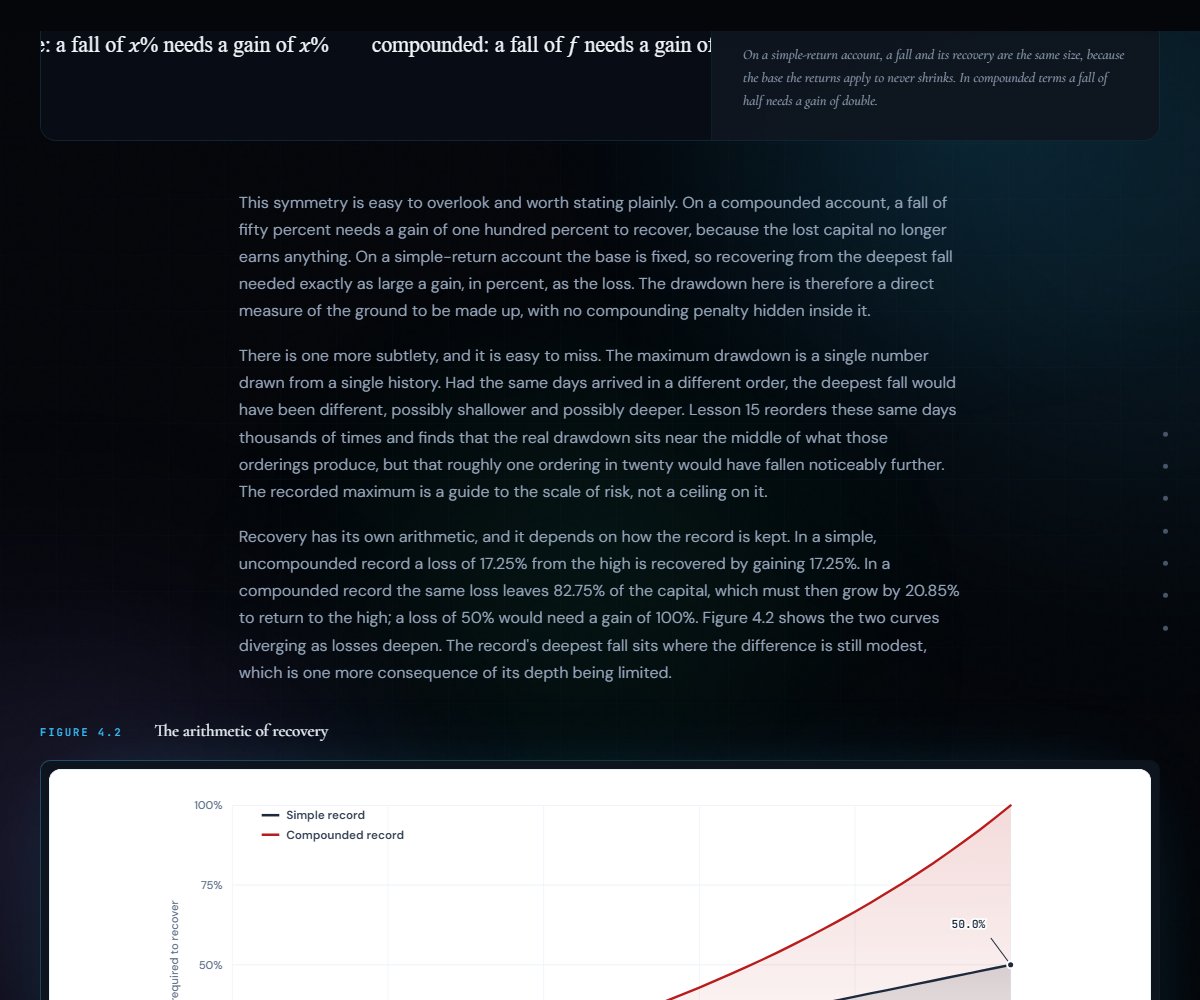 : a fall of x% needs a gain of x% compounded: a fall of f needs a gain of
On a simple-return account, a fall and its recovery are the same size, because
the base the returns apply to never shrinks. In compounded terms a fall of
half needs a gain of double.
This symmetry is easy to overlook and worth stating plainly. On a compounded account, a fall of
fifty percent needs a gain of one hundred percent to recover, because the lost capital no longer
earns anything. On a simple-return account the base is fixed, so recovering from the deepest fall
needed exactly as large a gain, in percent, as the loss. The drawdown here is therefore a direct
measure of the ground to be made up, with no compounding penalty hidden inside it.
There is one more subtlety, and it is easy to miss. The maximum drawdown is a single number
drawn from a single history. Had the same days arrived in a different order, the deepest fall would
have been different, possibly shallower and possibly deeper. Lesson 15 reorders these same days
thousands of times and finds that the real drawdown sits near the middle of what those
orderings produce, but that roughly one ordering in twenty would have fallen noticeably further.
The recorded maximum is a guide to the scale of risk, not a ceiling on it.
Recovery has its own arithmetic, and it depends on how the record is kept. In a simple,
uncompounded record a loss of 17.25% from the high is recovered by gaining 17.25%. In a
compounded record the same loss leaves 82.75% of the capital, which must then grow by 20.85%
to return to the high; a loss of 50% would need a gain of 100%. Figure 4.2 shows the two curves
diverging as losses deepen. The record's deepest fall sits where the difference is still modest,
which is one more consequence of its depth being limited.
FIGURE 4.2 The arithmetic of recovery
100%
Simple record
Compounded record
75%
required to recover
50.0%
50%